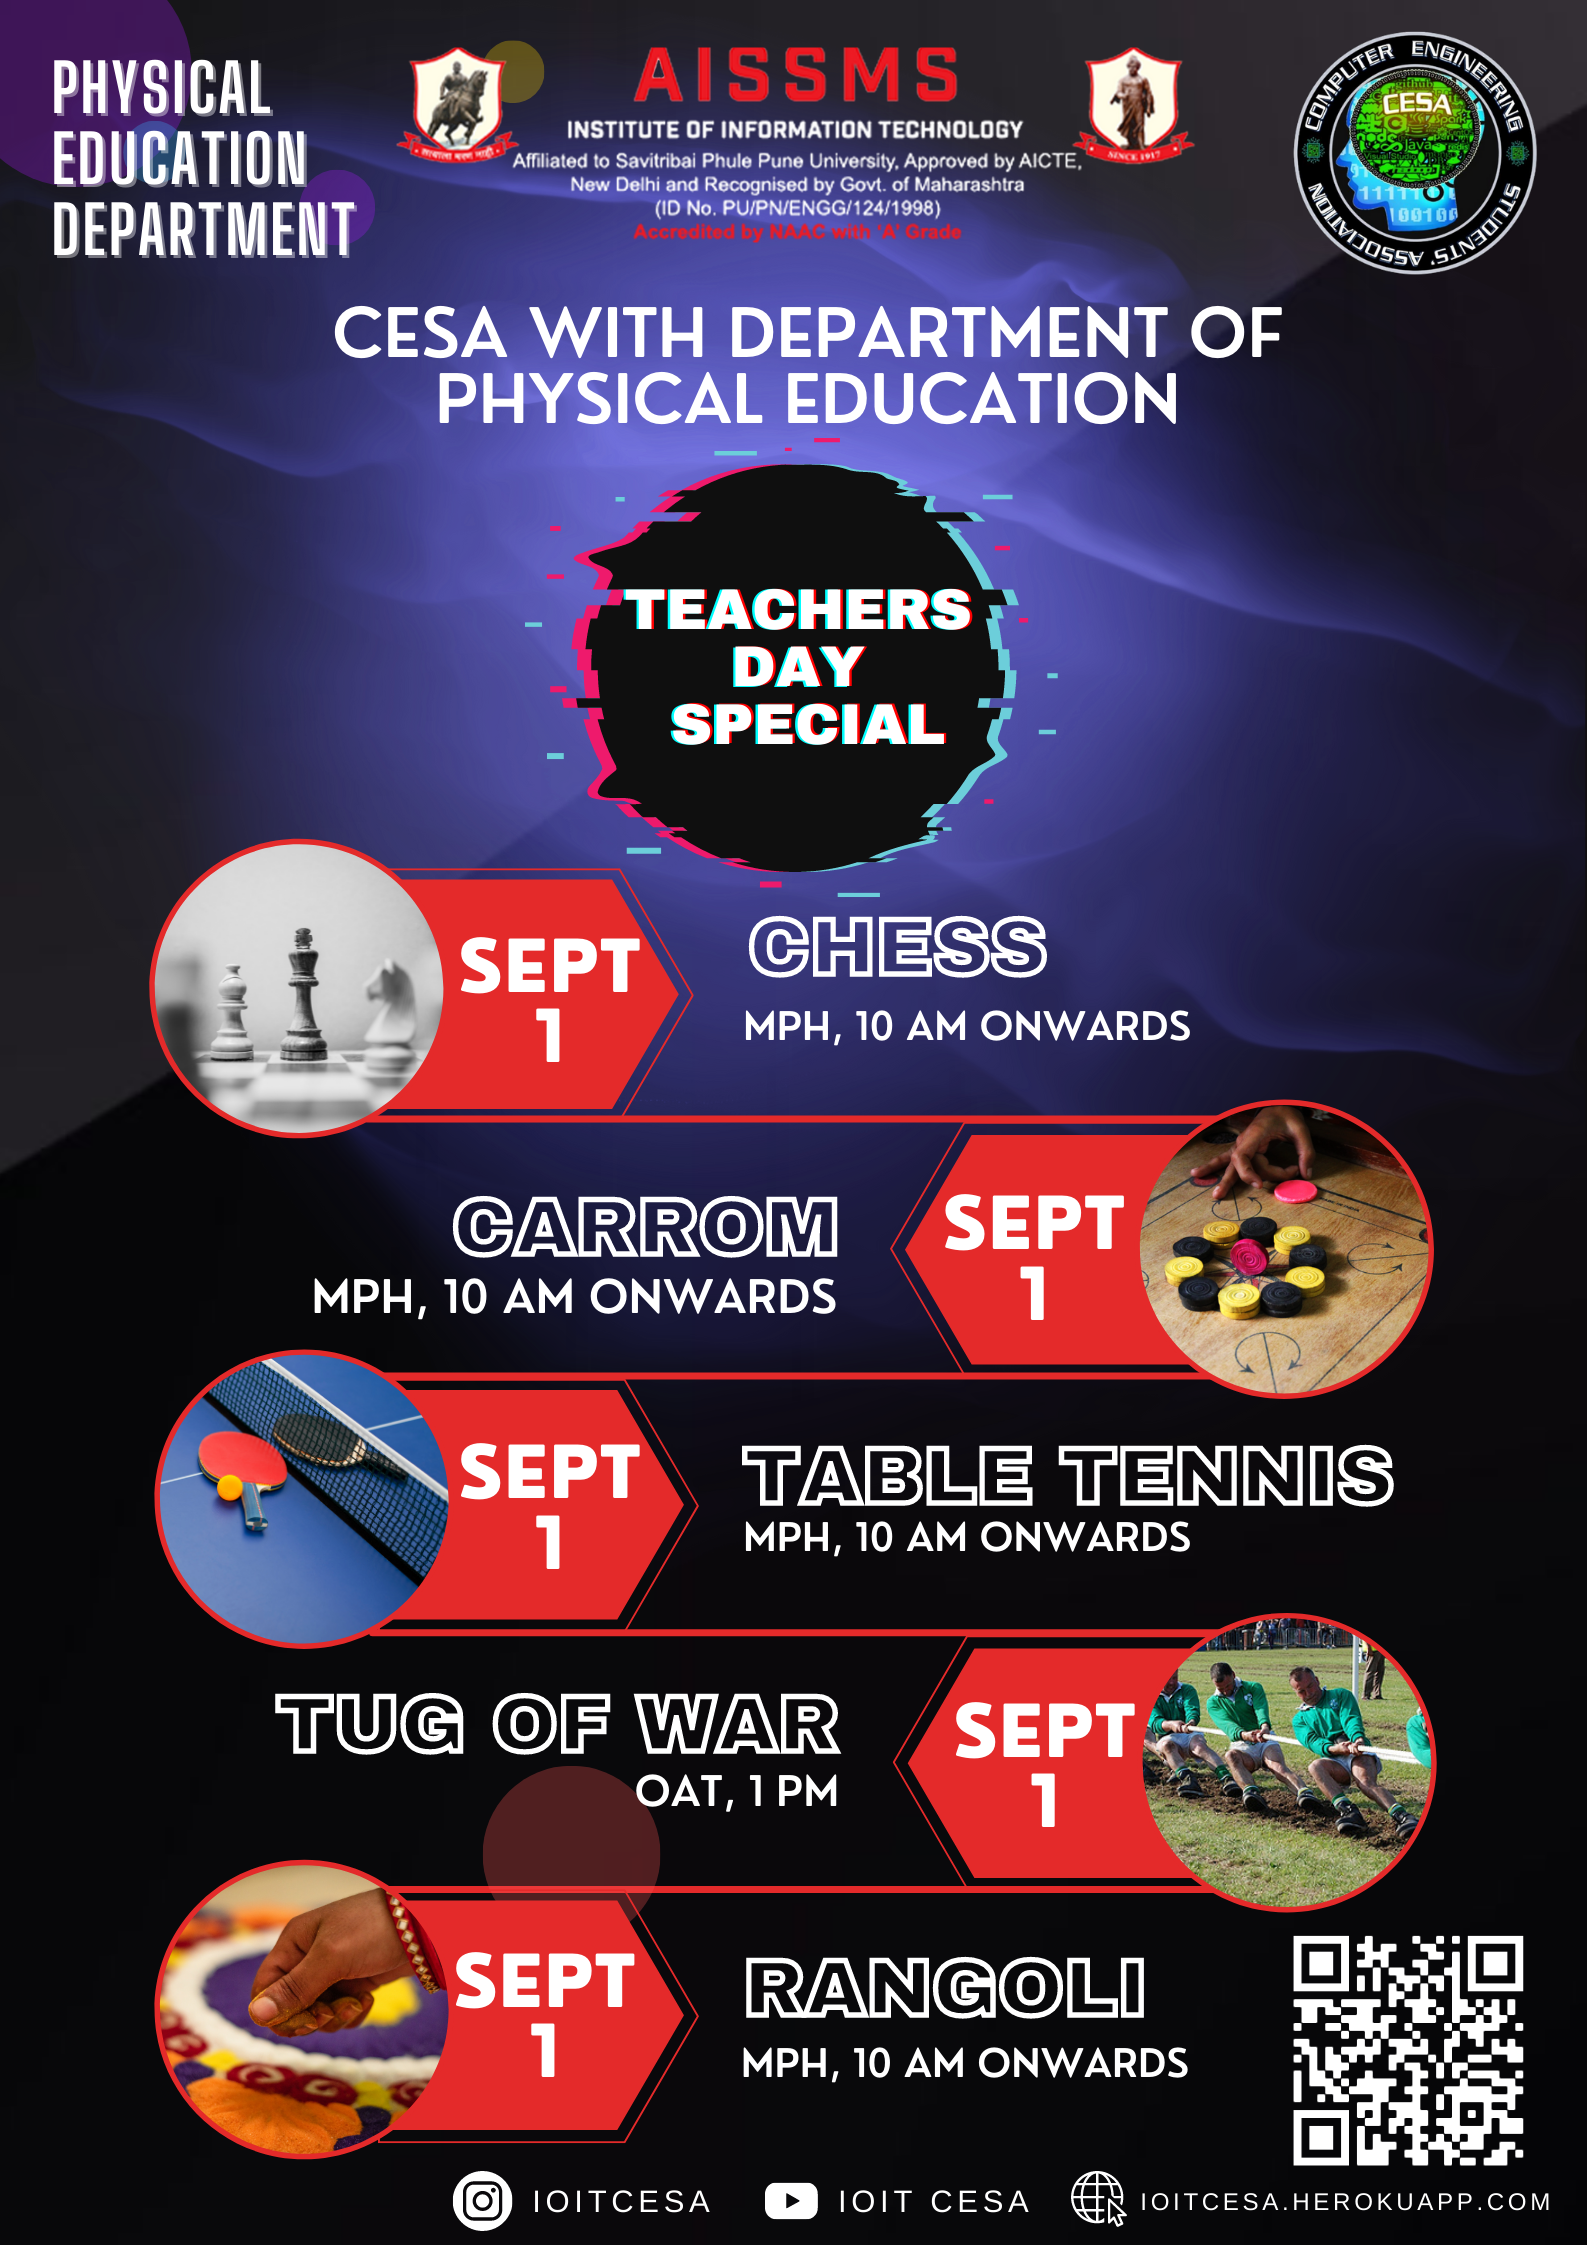 PHYSICAL
EDUCATION
DEPARTMENT
AISSMS
INSTITUTE OF INFORMATION TECHNOLOGY
Affiliated to Savitribai Phule Pune University, Approved by AICTE,
New Delhi and Recognised by Govt. of Maharashtra
(ID No. PU/PN/ENGG/124/1998)
Accredited by NAAC with 'A' Grade
SINCE 1917
COMPUTER ENGINEERING
STUDENTS' ASSOCIATION
CESA
github
Java
CESA WITH DEPARTMENT OF
PHYSICAL EDUCATION
TEACHERS
DAY
SPECIAL
SEPT
1
CHESS
MPH, 10 AM ONWARDS
CARROM
MPH, 10 AM ONWARDS
SEPT
1
SEPT
1
TABLE TENNIS
MPH, 10 AM ONWARDS
TUG OF WAR
OAT, 1 PM
SEPT
1
SEPT
1
RANGOLI
MPH, 10 AM ONWARDS
IOITCESA
IOIT CESA
IOITCESA.HEROKUAPP.COM